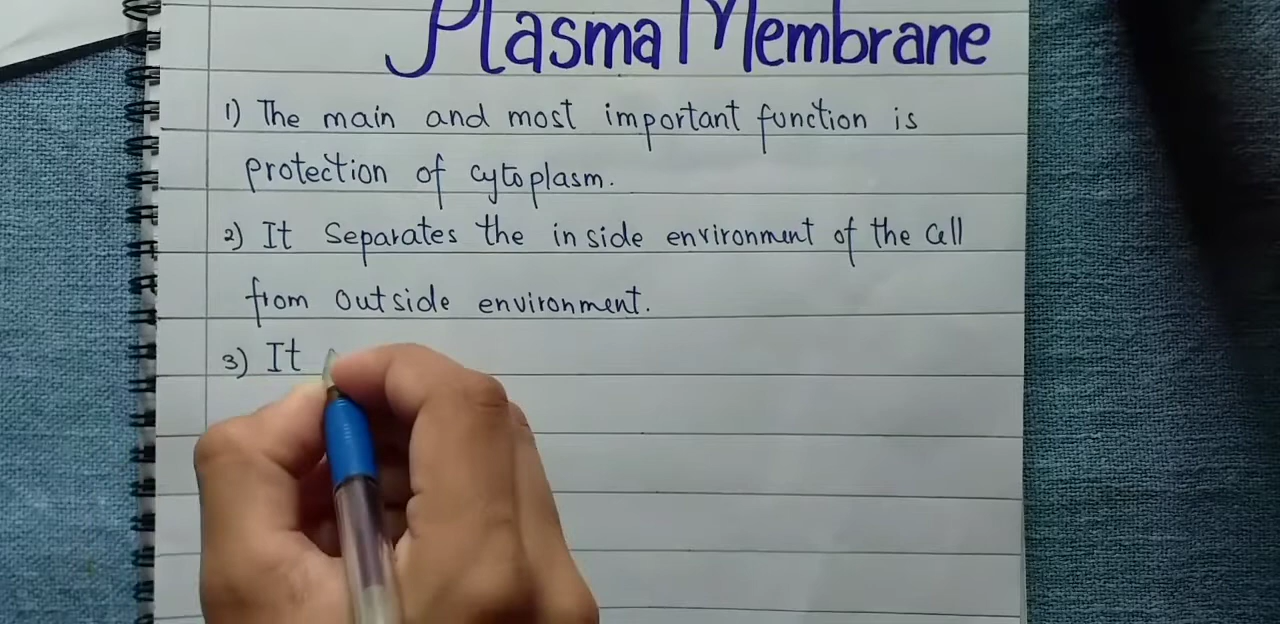 Plasma Membrane
1) The main and most important function is
protection of cytoplasm.
2) It Separates the inside environment of the Cell
from outside environment.
3) It